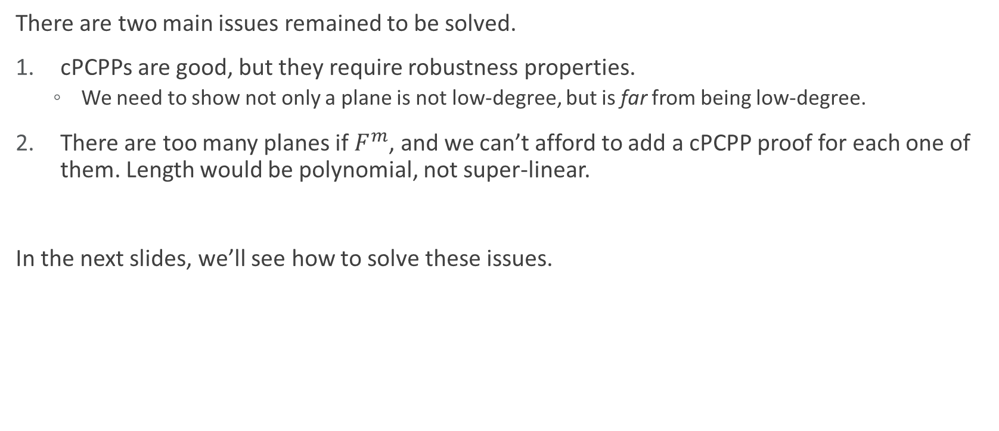 There are two main issues remained to be solved.
1. cPCPPs are good, but they require robustness properties.
◦ We need to show not only a plane is not low-degree, but is far from being low-degree.
2. There are too many planes if 𝐹ᵐ, and we can’t afford to add a cPCPP proof for each one of
them. Length would be polynomial, not super-linear.
In the next slides, we’ll see how to solve these issues.